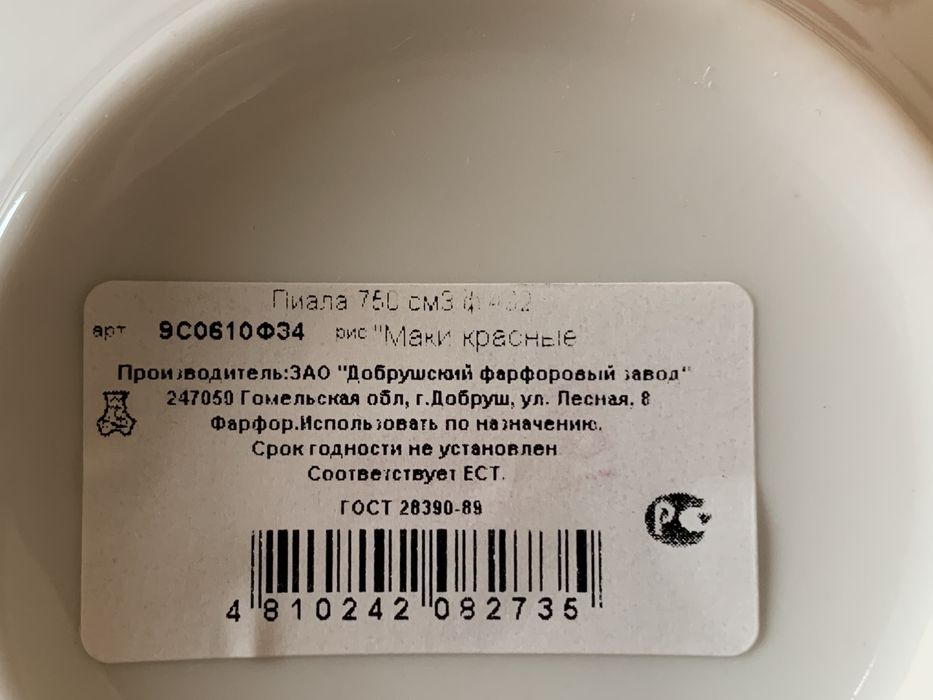 Пиала 750 см3 ф
арт 9С0610Ф34 рис "Маки красные
Производитель:ЗАО "Добрушский фарфоровый завод"
247050 Гомельская обл, г.Добруш, ул. Лесная, 8
Фарфор.Использовать по назначению.
Срок годности не установлен
Соответствует ЕСТ.
ГОСТ 28390-89
РС
4 810242 082735